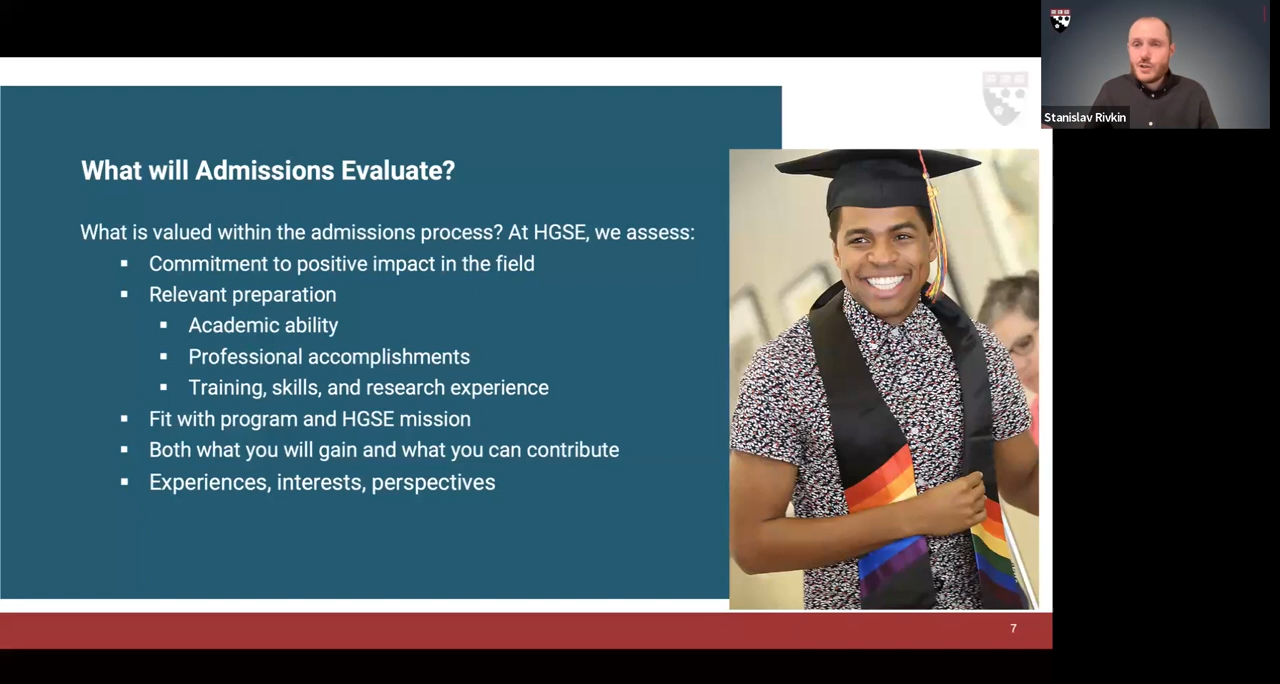 What will Admissions Evaluate?
What is valued within the admissions process? At HGSE, we assess:
▪ Commitment to positive impact in the field
▪ Relevant preparation
▪ Academic ability
▪ Professional accomplishments
▪ Training, skills, and research experience
▪ Fit with program and HGSE mission
▪ Both what you will gain and what you can contribute
▪ Experiences, interests, perspectives
7
Stanislav Rivkin